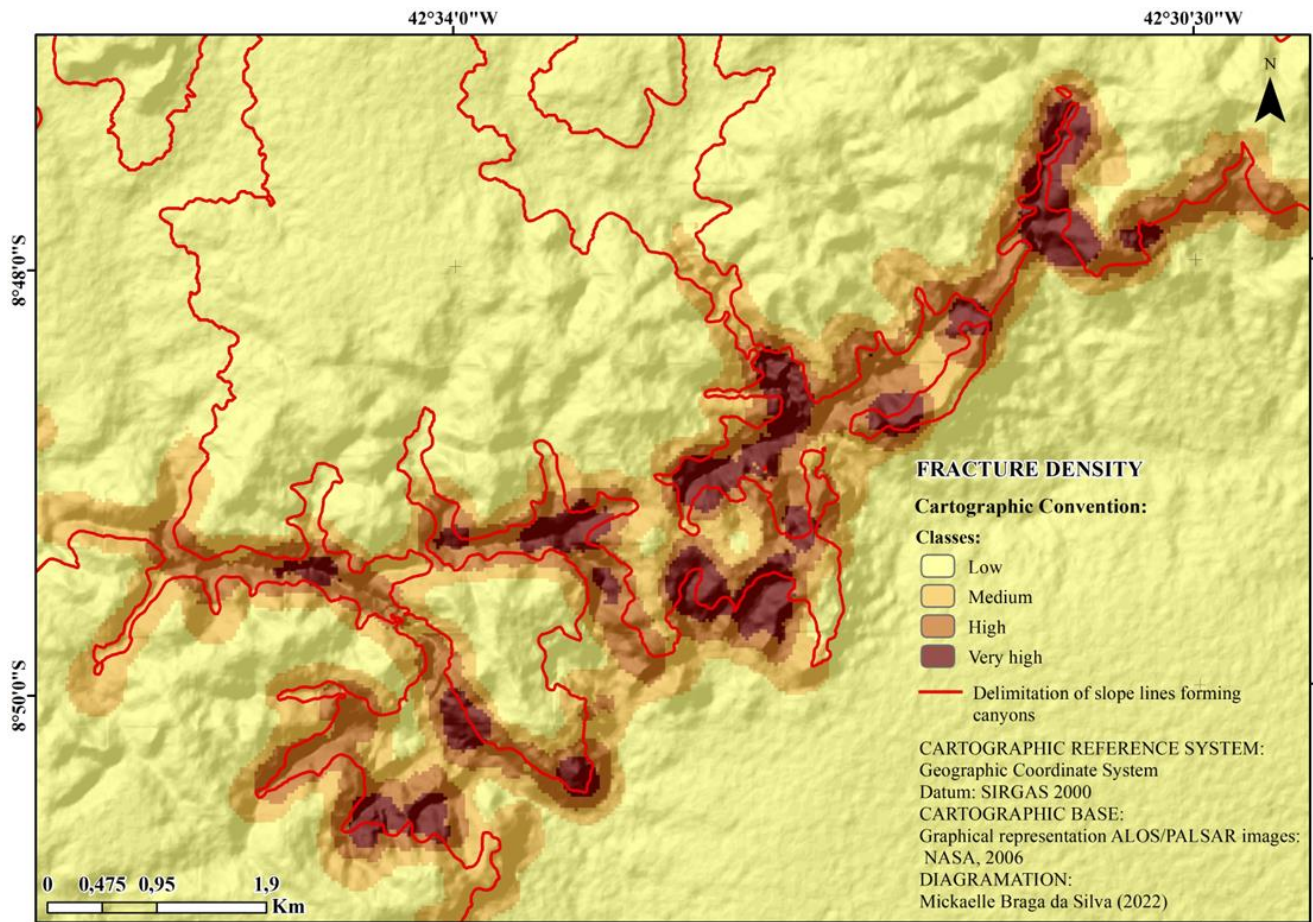 42°34'0"W
42°30'30"W
N
8°48'0"S
8°50'0"S
FRACTURE DENSITY
Cartographic Convention:
Classes:
Low
Medium
High
Very high
Delimitation of slope lines forming
canyons
CARTOGRAPHIC REFERENCE SYSTEM:
Geographic Coordinate System
Datum: SIRGAS 2000
CARTOGRAPHIC BASE:
Graphical representation ALOS/PALSAR images:
NASA, 2006
DIAGRAMATION:
Mickaelle Braga da Silva (2022)
0 0,475 0,95 1,9
Km